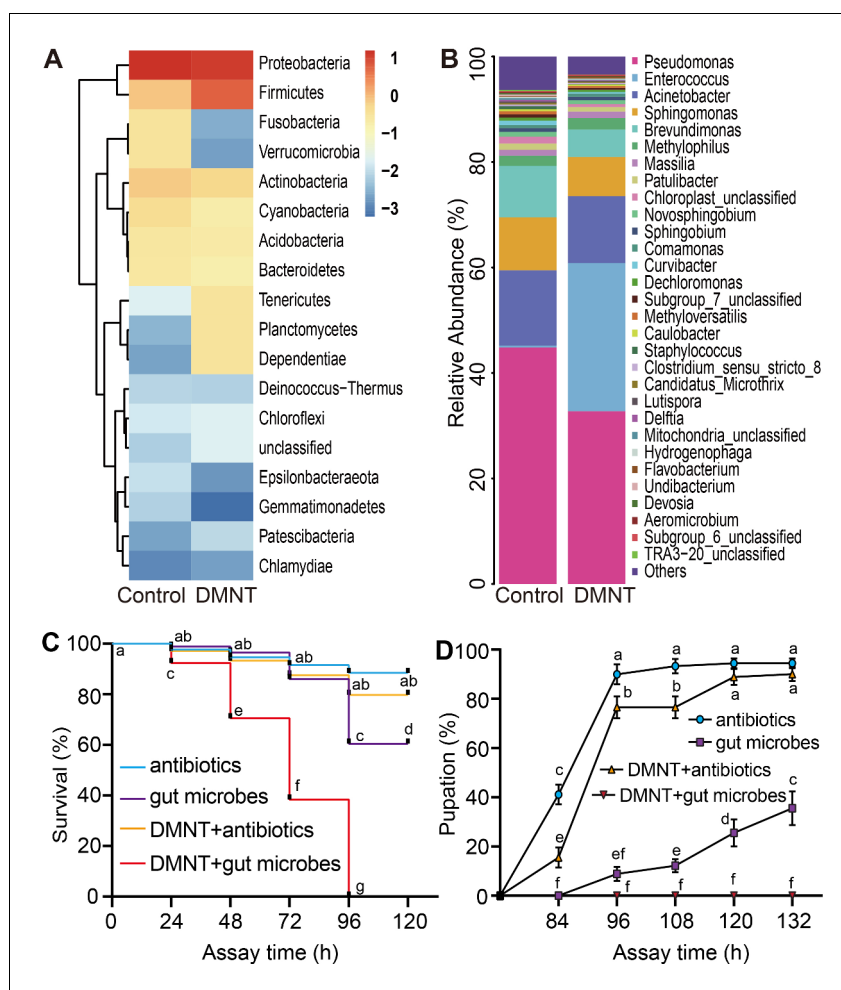 A
Proteobacteria
Firmicutes
Fusobacteria
Verrucomicrobia
Actinobacteria
Cyanobacteria
Acidobacteria
Bacteroidetes
Tenericutes
Planctomycetes
Dependentiae
Deinococcus−Thermus
Chloroflexi
unclassified
Epsilonbacteraeota
Gemmatimonadetes
Patescibacteria
Chlamydiae
1
0
−1
−2
−3
Control DMNT
B
Relative Abundance (%)
100
80
60
40
20
0
Control DMNT
Pseudomonas
Enterococcus
Acinetobacter
Sphingomonas
Brevundimonas
Methylophilus
Massilia
Patulibacter
Chloroplast_unclassified
Novosphingobium
Sphingobium
Comamonas
Curvibacter
Dechloromonas
Subgroup_7_unclassified
Methyloversatilis
Caulobacter
Staphylococcus
Clostridium_sensu_stricto_8
Candidatus_Microthrix
Lutispora
Delftia
Mitochondria_unclassified
Hydrogenophaga
Flavobacterium
Undibacterium
Devosia
Aeromicrobium
Subgroup_6_unclassified
TRA3−20_unclassified
Others
C
Survival (%)
100
80
60
40
20
0
a
ab
c
ab
e
ab
f
ab
c
g
ab
d
antibiotics
gut microbes
DMNT+antibiotics
DMNT+gut microbes
0 24 48 72 96 120
Assay time (h)
D
Pupation (%)
100
80
60
40
20
0
c
e
f
a
b
ef
f
a
b
e
f
a
a
d
f
a
a
c
f
antibiotics
gut microbes
DMNT+antibiotics
DMNT+gut microbes
84 96 108 120 132
Assay time (h)